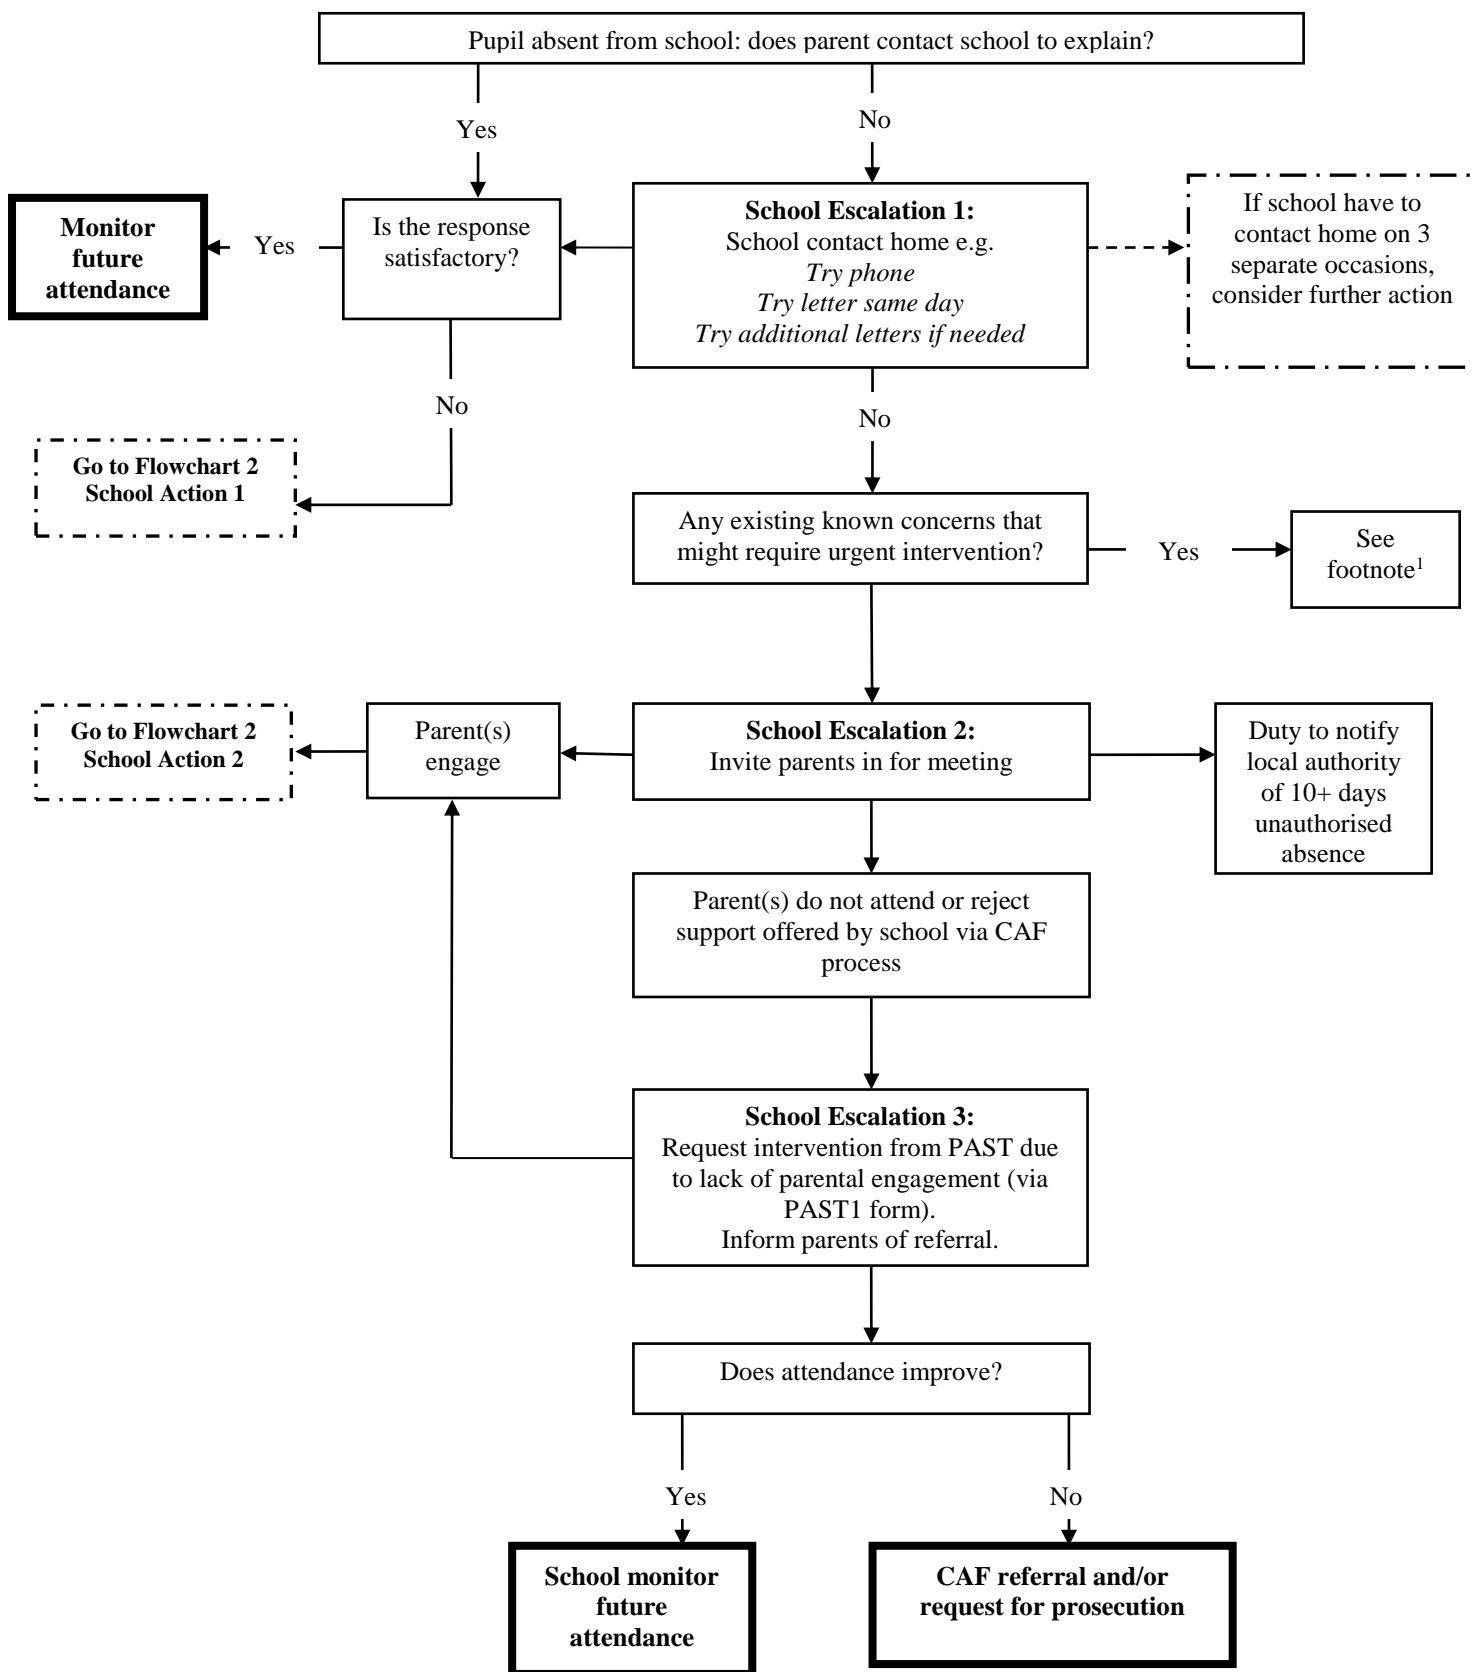 Pupil absent from school: does parent contact school to explain?
Yes
No
Monitor
future
attendance
Yes
Is the response
satisfactory?
School Escalation 1:
School contact home e.g.
Try phone
Try letter same day
Try additional letters if needed
If school have to
contact home on 3
separate occasions,
consider further action
No
No
Go to Flowchart 2
School Action 1
Any existing known concerns that
might require urgent intervention?
Yes
See
footnote¹
Go to Flowchart 2
School Action 2
Parent(s)
engage
School Escalation 2:
Invite parents in for meeting
Duty to notify
local authority
of 10+ days
unauthorised
absence
Parent(s) do not attend or reject
support offered by school via CAF
process
School Escalation 3:
Request intervention from PAST due
to lack of parental engagement (via
PAST1 form).
Inform parents of referral.
Does attendance improve?
Yes
No
School monitor
future
attendance
CAF referral and/or
request for prosecution